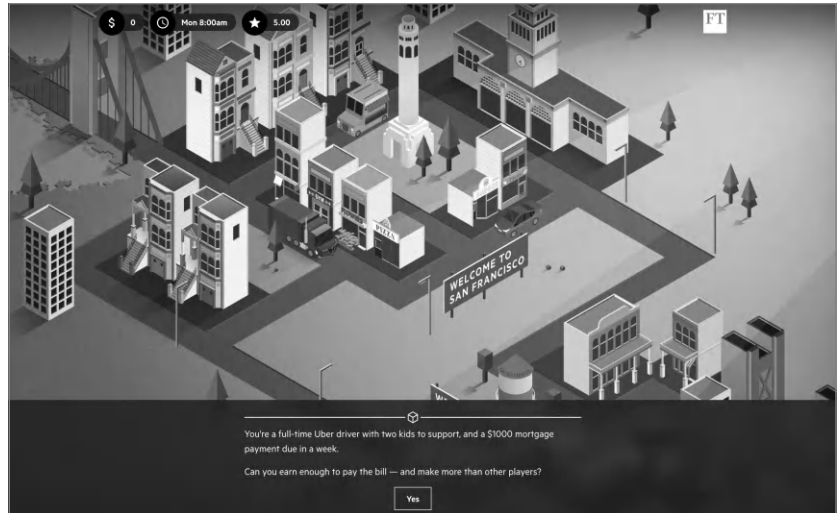 $ 0
Mon 8:00am
5.00
FT
PIZZA
WELCOME TO
SAN FRANCISCO
You're a full-time Uber driver with two kids to support, and a $1000 mortgage
payment due in a week.
Can you earn enough to pay the bill — and make more than other players?
Yes